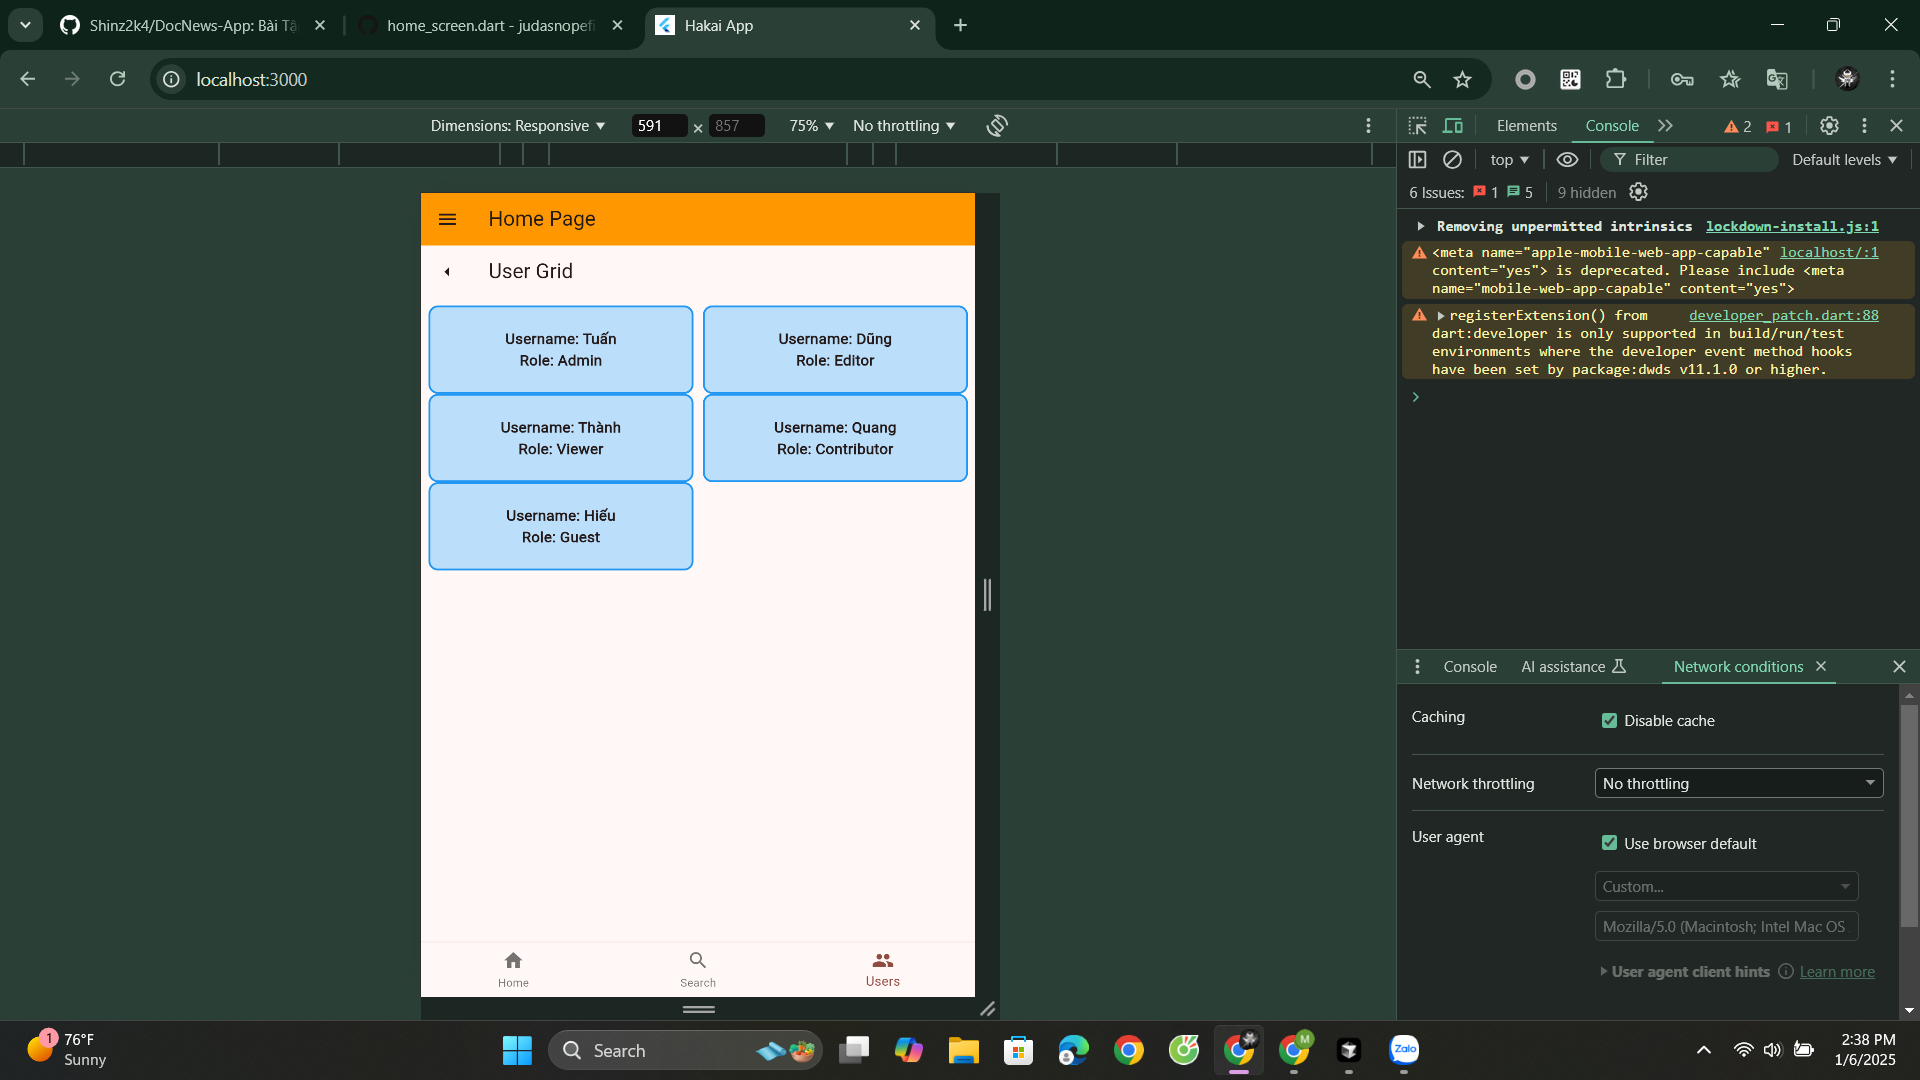 Shinz2k4/DocNews-App: Bài Tậ
home_screen.dart - judasnopefi
Hakai App
localhost:3000
Dimensions: Responsive
591
×
857
75%
No throttling
Elements
Console
2
1
top
Filter
Default levels
6 Issues:
1
5
9 hidden
Removing unpermitted intrinsics lockdown-install.js:1
<meta name="apple-mobile-web-app-capable" localhost/:1
content="yes"> is deprecated. Please include <meta
name="mobile-web-app-capable" content="yes">
registerExtension() from developer_patch.dart:88
dart:developer is only supported in build/run/test
environments where the developer event method hooks
have been set by package:dwds v11.1.0 or higher.
Home Page
User Grid
Username: Tuấn
Role: Admin
Username: Dũng
Role: Editor
Username: Thành
Role: Viewer
Username: Quang
Role: Contributor
Username: Hiếu
Role: Guest
Home
Search
Users
Console
AI assistance
Network conditions
Caching
Disable cache
Network throttling
No throttling
User agent
Use browser default
Custom...
Mozilla/5.0 (Macintosh; Intel Mac OS
User agent client hints
Learn more
1
76°F
Sunny
Search
M
Zalo
2:38 PM
1/6/2025